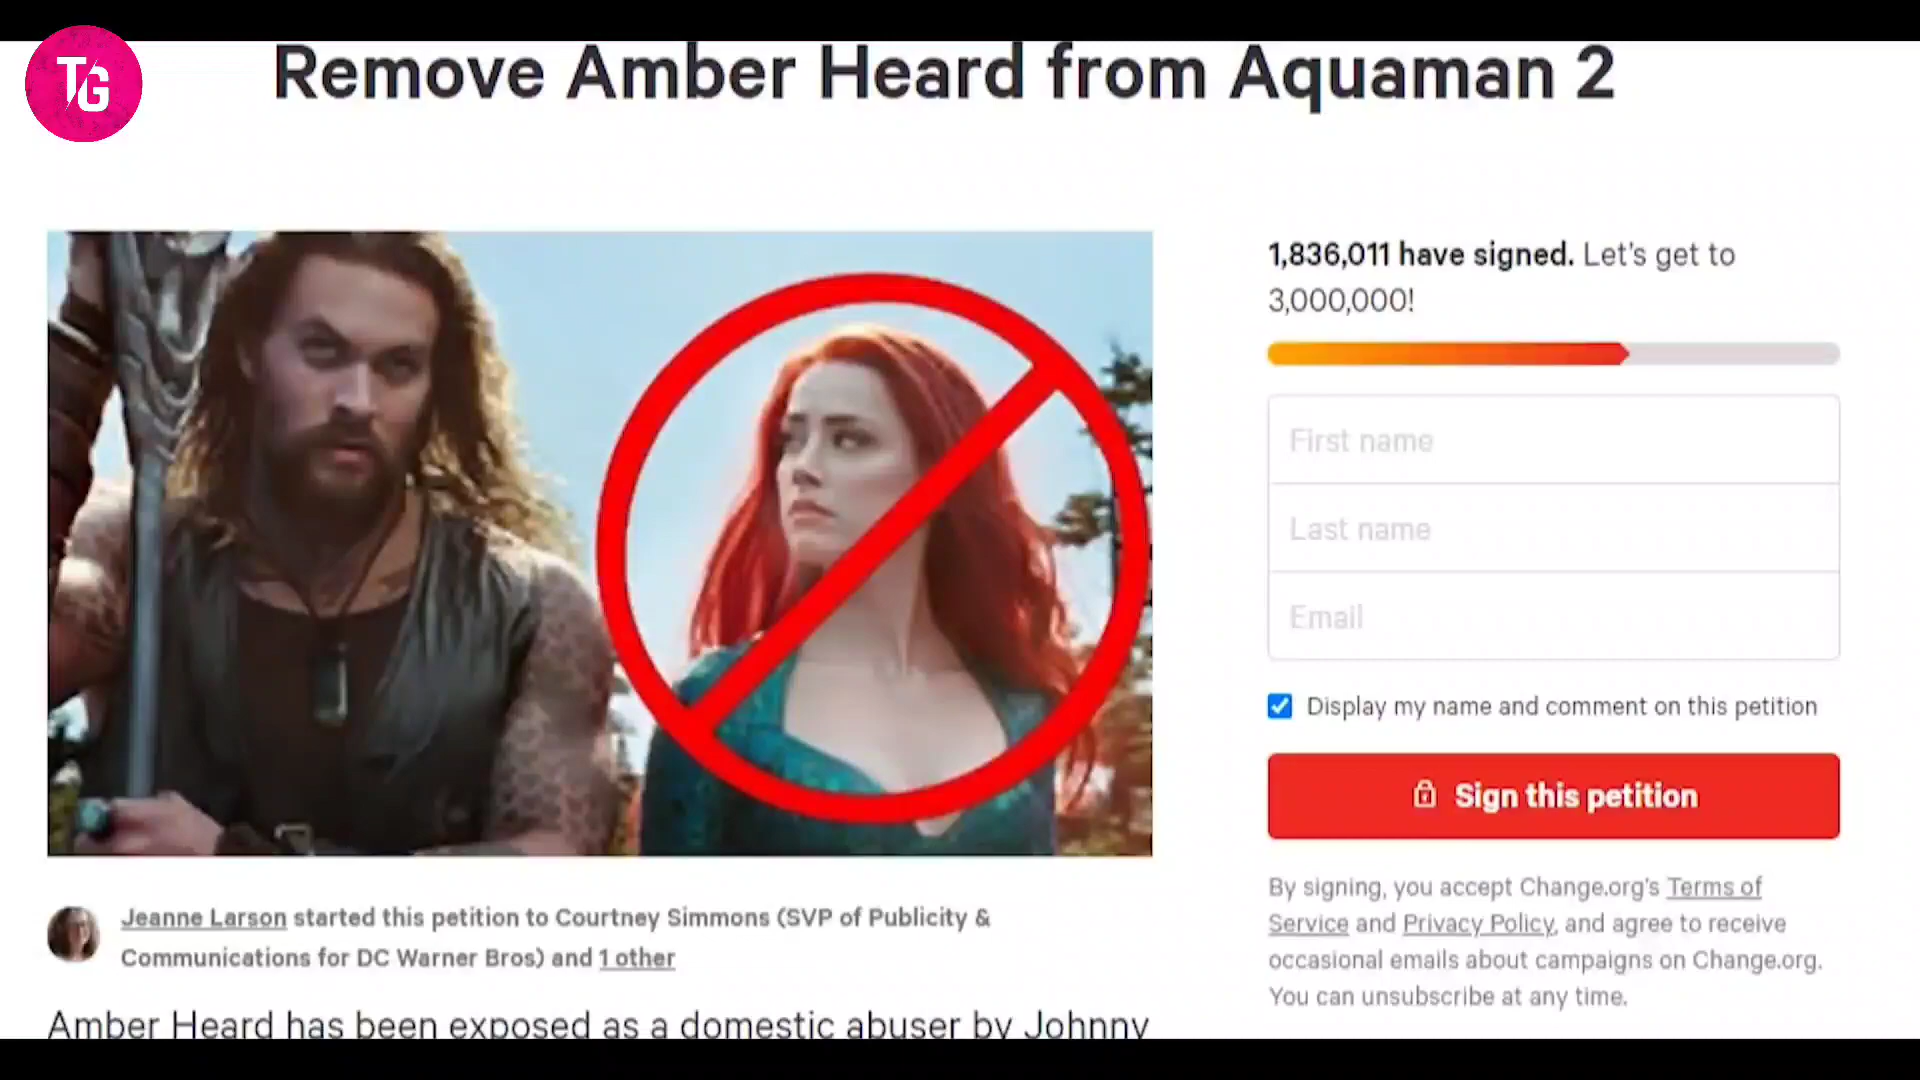 TG
Remove Amber Heard from Aquaman 2
1,836,011 have signed. Let's get to
3,000,000!
First name
Last name
Email
Display my name and comment on this petition
Sign this petition
By signing, you accept Change.org's Terms of
Service and Privacy Policy, and agree to receive
occasional emails about campaigns on Change.org.
You can unsubscribe at any time.
Jeanne Larson started this petition to Courtney Simmons (SVP of Publicity &
Communications for DC Warner Bros) and 1 other
Amber Heard has been exposed as a domestic abuser by Johnny